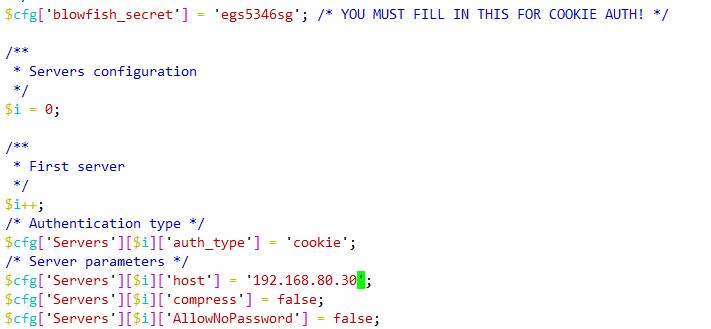 $cfg['blowfish_secret'] = 'egs5346sg'; /* YOU MUST FILL IN THIS FOR COOKIE AUTH! */
/**
* Servers configuration
*/
$i = 0;
/**
* First server
*/
$i++;
/* Authentication type */
$cfg['Servers'][$i]['auth_type'] = 'cookie';
/* Server parameters */
$cfg['Servers'][$i]['host'] = '192.168.80.30';
$cfg['Servers'][$i]['compress'] = false;
$cfg['Servers'][$i]['AllowNoPassword'] = false;